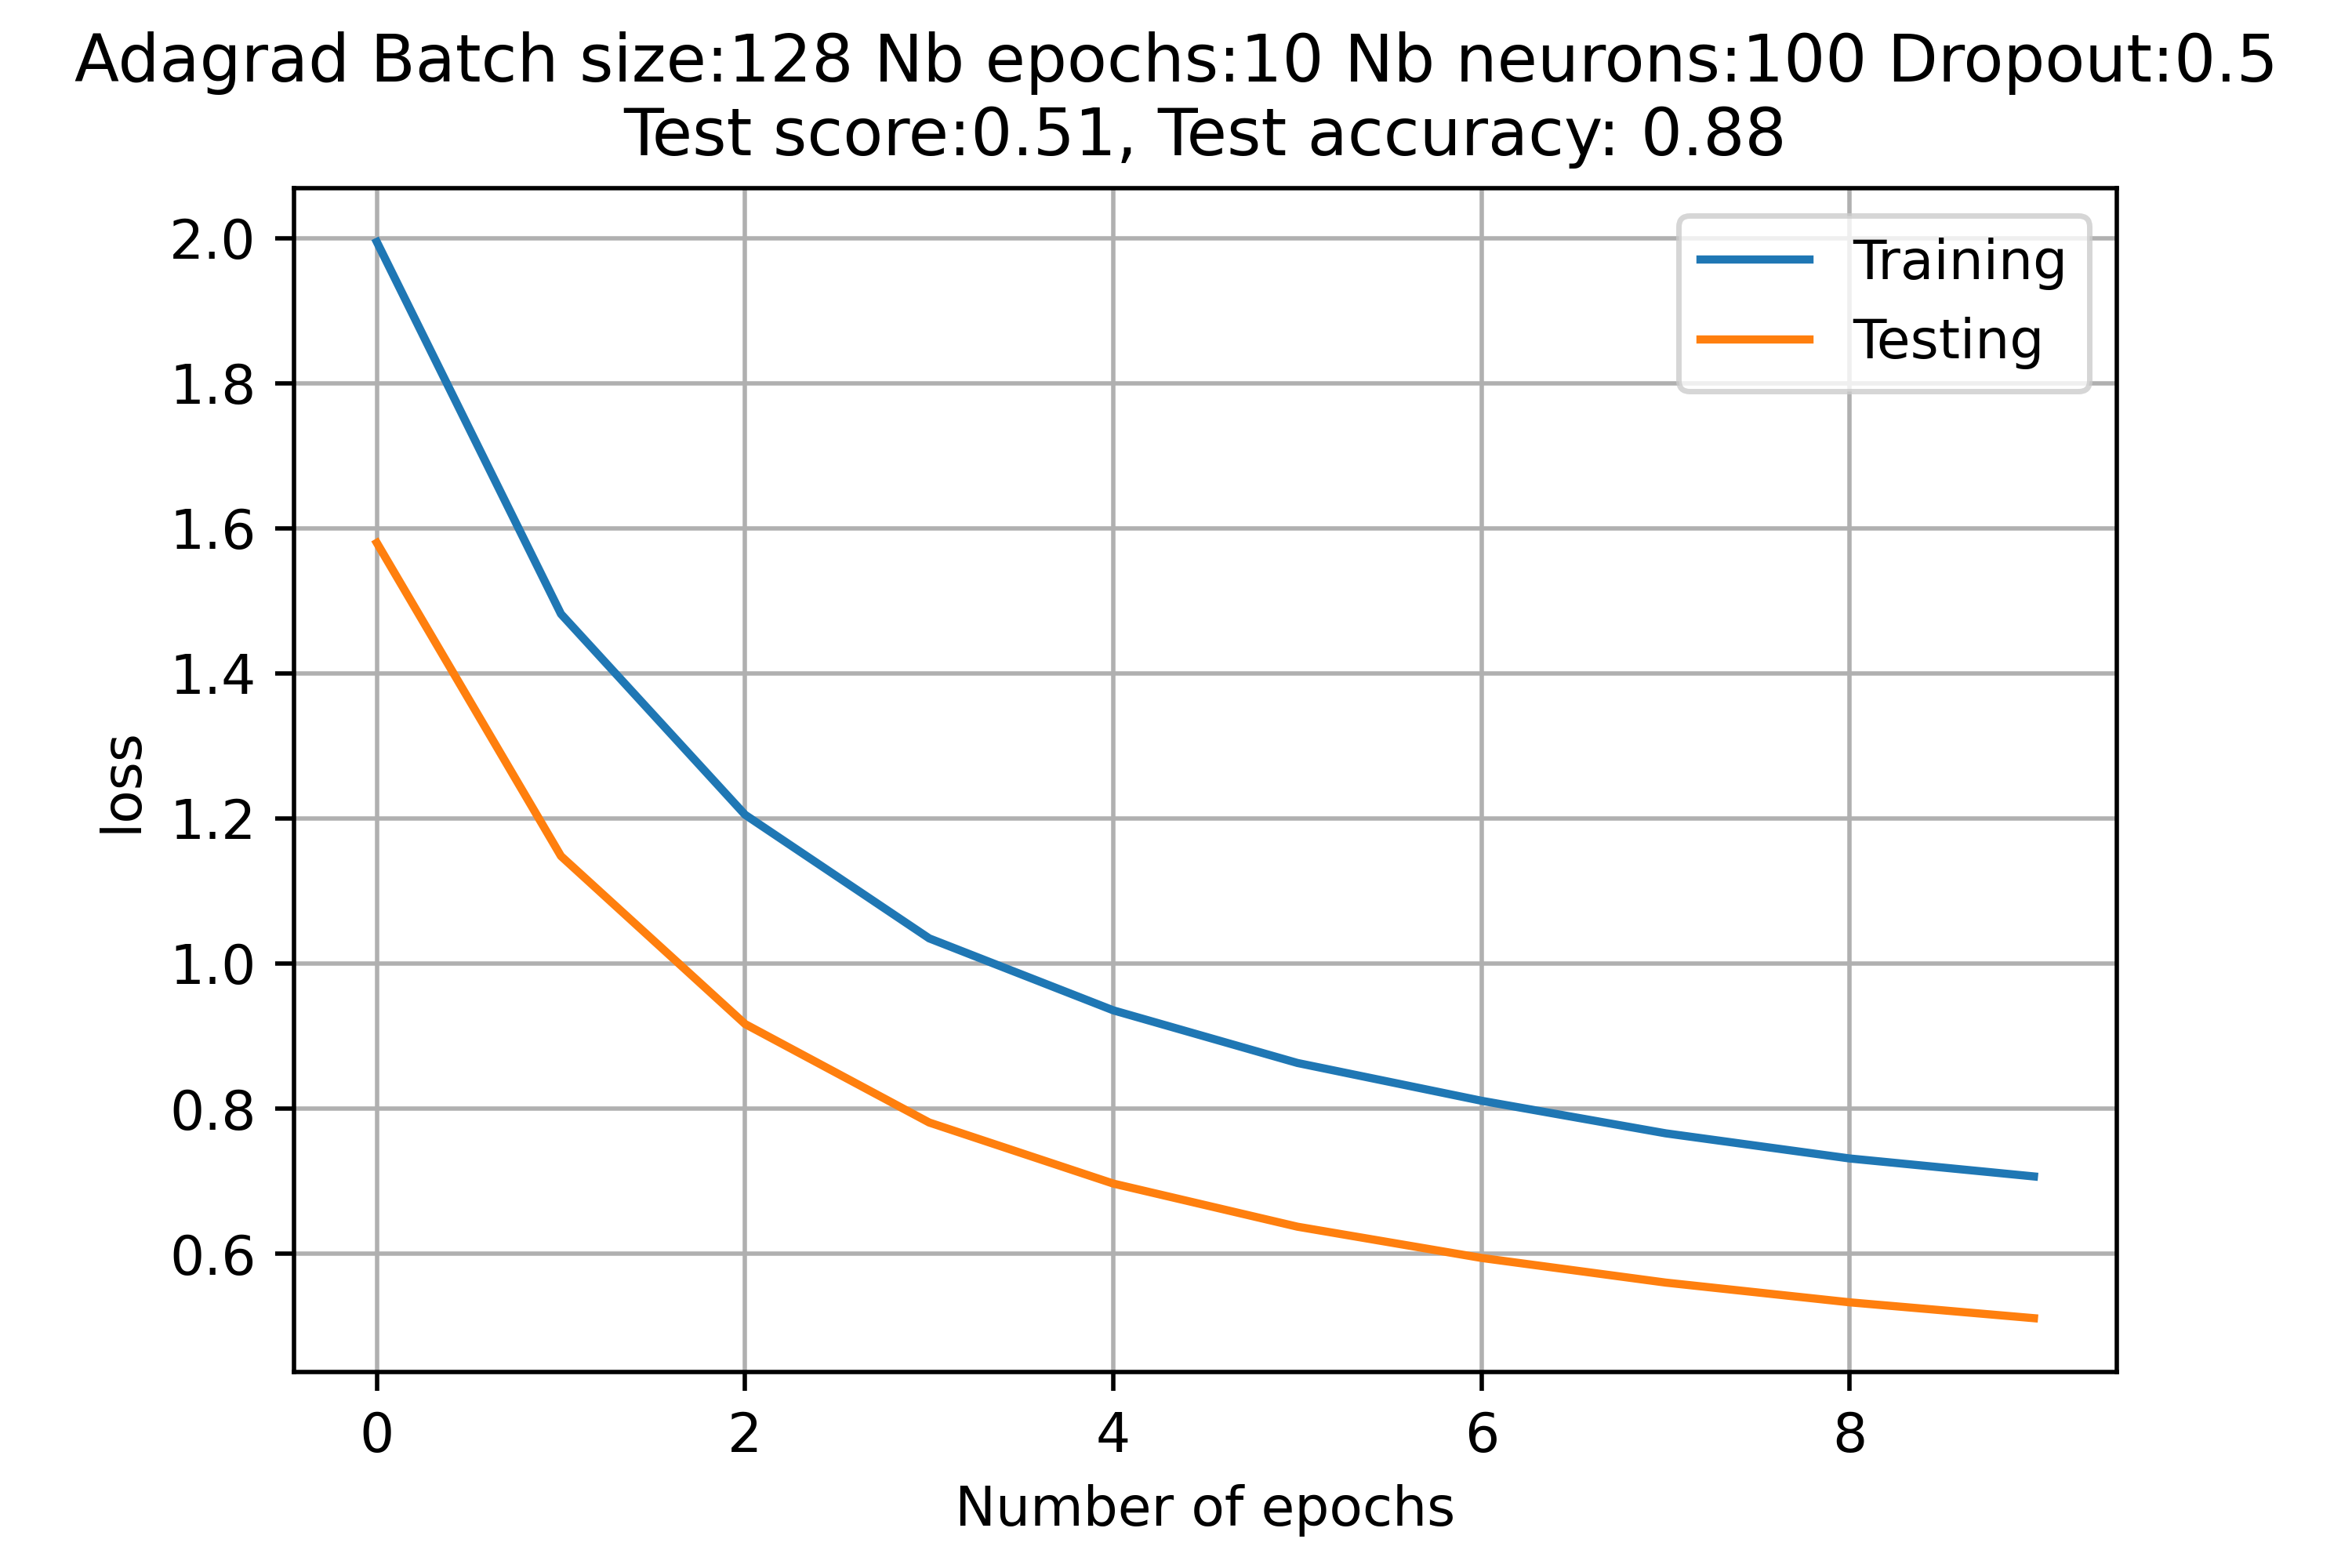 Adagrad Batch size:128 Nb epochs:10 Nb neurons:100 Dropout:0.5
Test score:0.51, Test accuracy: 0.88
2.0
1.8
1.6
1.4
1.2
1.0
0.8
0.6
loss
Training
Testing
0 2 4 6 8
Number of epochs